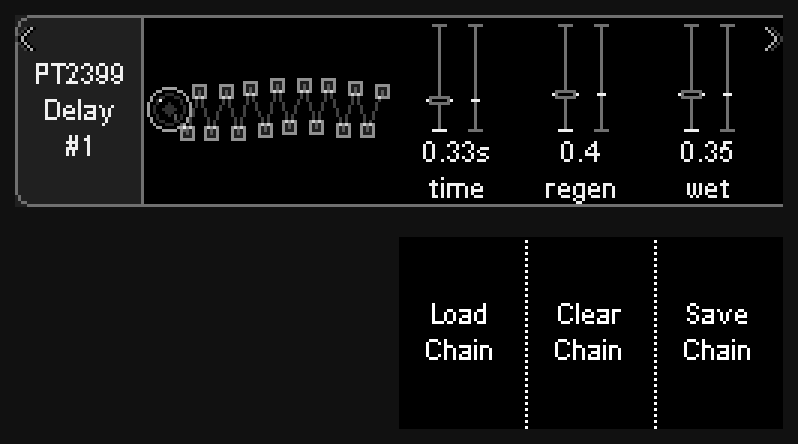 PT2399
Delay
#1
0.33s
time
0.4
regen
0.35
wet
Load
Chain
Clear
Chain
Save
Chain